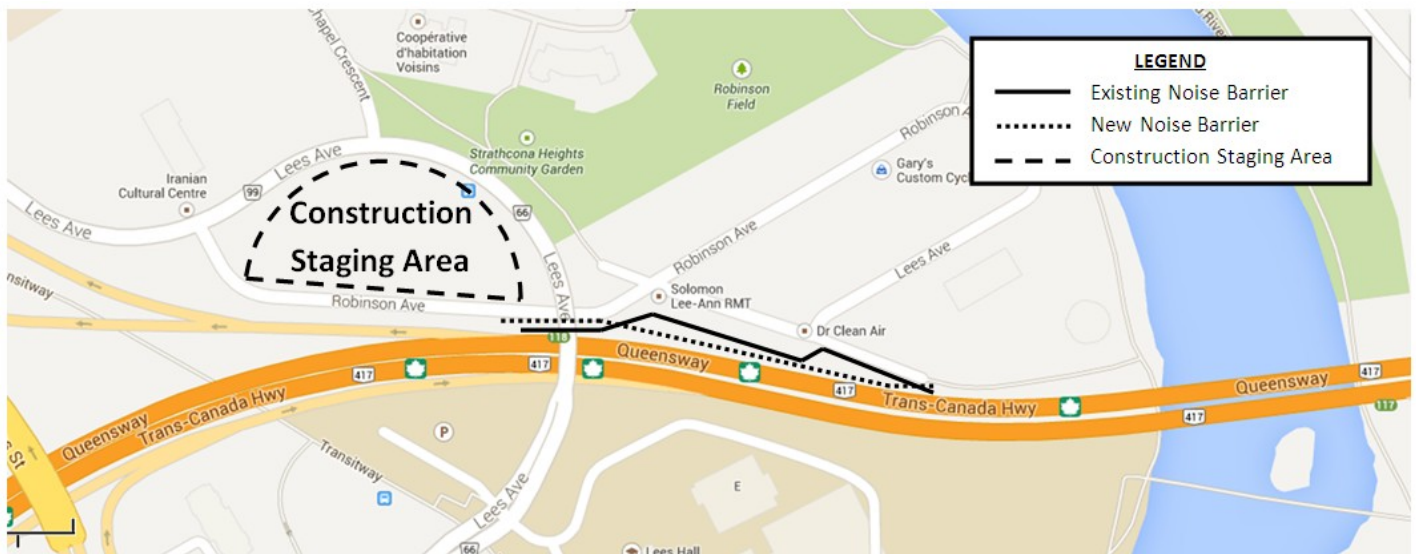 Chapel Crescent
Coopérative
d'habitation
Voisins
Robinson
Field
LEGEND
Existing Noise Barrier
New Noise Barrier
Construction Staging Area
Robinson A
Strathcona Heights
Community Garden
Gary's
Custom Cycl
Iranian
Cultural Centre
Lees Ave
99
Lees Ave
66
Construction
Staging Area
Lees Ave
Robinson Ave
Robinson Ave
Lees Ave
Solomon
Lee-Ann RMT
Dr Clean Air
nsitway
118
Queensway
417
417
417
Trans-Canada Hwy
Queensway
417
417
117
Queensway
Trans-Canada Hwy
St
P
Transitway
E
Lees Ave
66
Lees Hall